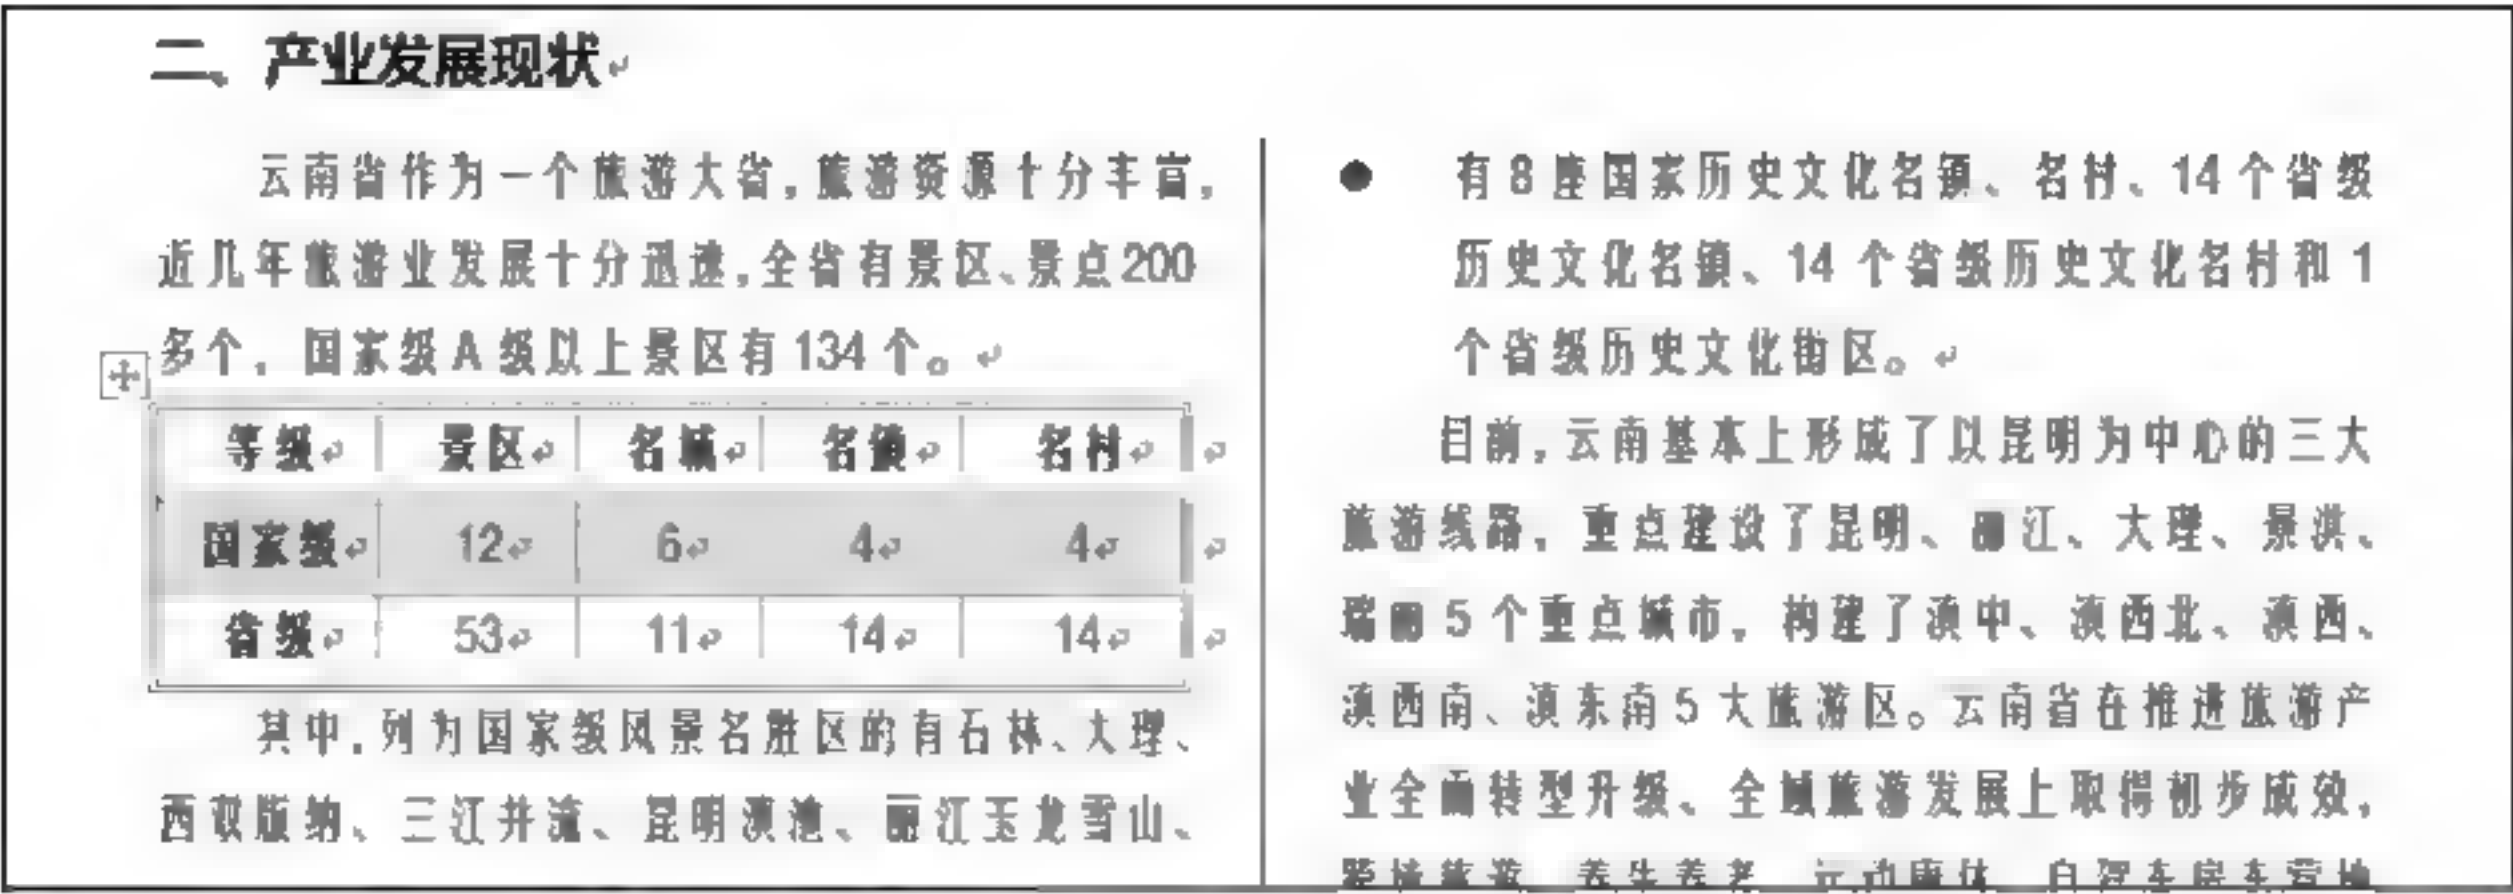 二、产业发展现状
云南省作为一个旅游大省,旅游资源十分丰富,
近几年旅游业发展十分迅速,全省有景区、景点200
多个，国家级A级以上景区有134个。
等级 景区 名城 名镇 名村
国家级 12 6 4 4
省级 53 11 14 14
其中,列为国家级风景名胜区的有石林、大理、
西双版纳、三江并流、昆明滇池、丽江玉龙雪山、
● 有8座国家历史文化名镇、名村、14个省级
历史文化名镇、14个省级历史文化名村和1
个省级历史文化街区。
目前,云南基本上形成了以昆明为中心的三大
旅游线路，重点建设了昆明、丽江、大理、景洪、
瑞丽5个重点城市，构建了滇中、滇西北、滇西、
滇西南、滇东南5大旅游区。云南省在推进旅游产
业全面转型升级、全域旅游发展上取得初步成效，